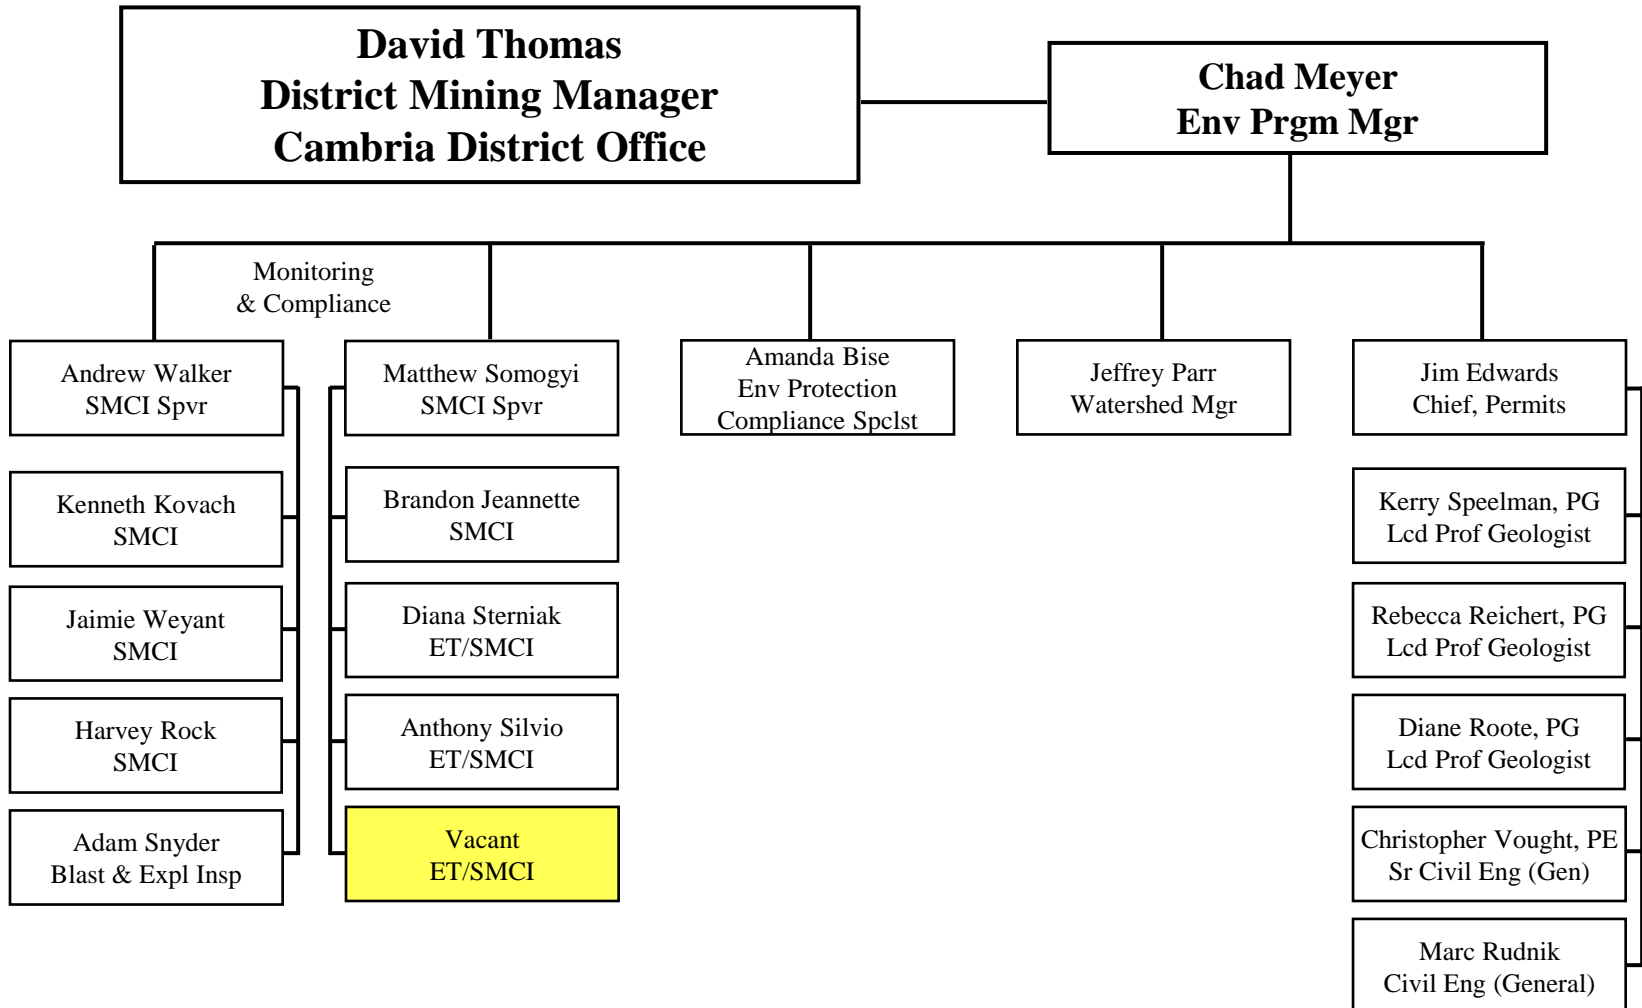 David Thomas
District Mining Manager
Cambria District Office
Chad Meyer
Env Prgm Mgr
Monitoring
& Compliance
Andrew Walker
SMCI Spvr
Kenneth Kovach
SMCI
Jaimie Weyant
SMCI
Harvey Rock
SMCI
Adam Snyder
Blast & Expl Insp
Matthew Somogyi
SMCI Spvr
Brandon Jeannette
SMCI
Diana Sterniak
ET/SMCI
Anthony Silvio
ET/SMCI
Vacant
ET/SMCI
Amanda Bise
Env Protection
Compliance Spclst
Jeffrey Parr
Watershed Mgr
Jim Edwards
Chief, Permits
Kerry Speelman, PG
Lcd Prof Geologist
Rebecca Reichert, PG
Lcd Prof Geologist
Diane Roote, PG
Lcd Prof Geologist
Christopher Vought, PE
Sr Civil Eng (Gen)
Marc Rudnik
Civil Eng (General)